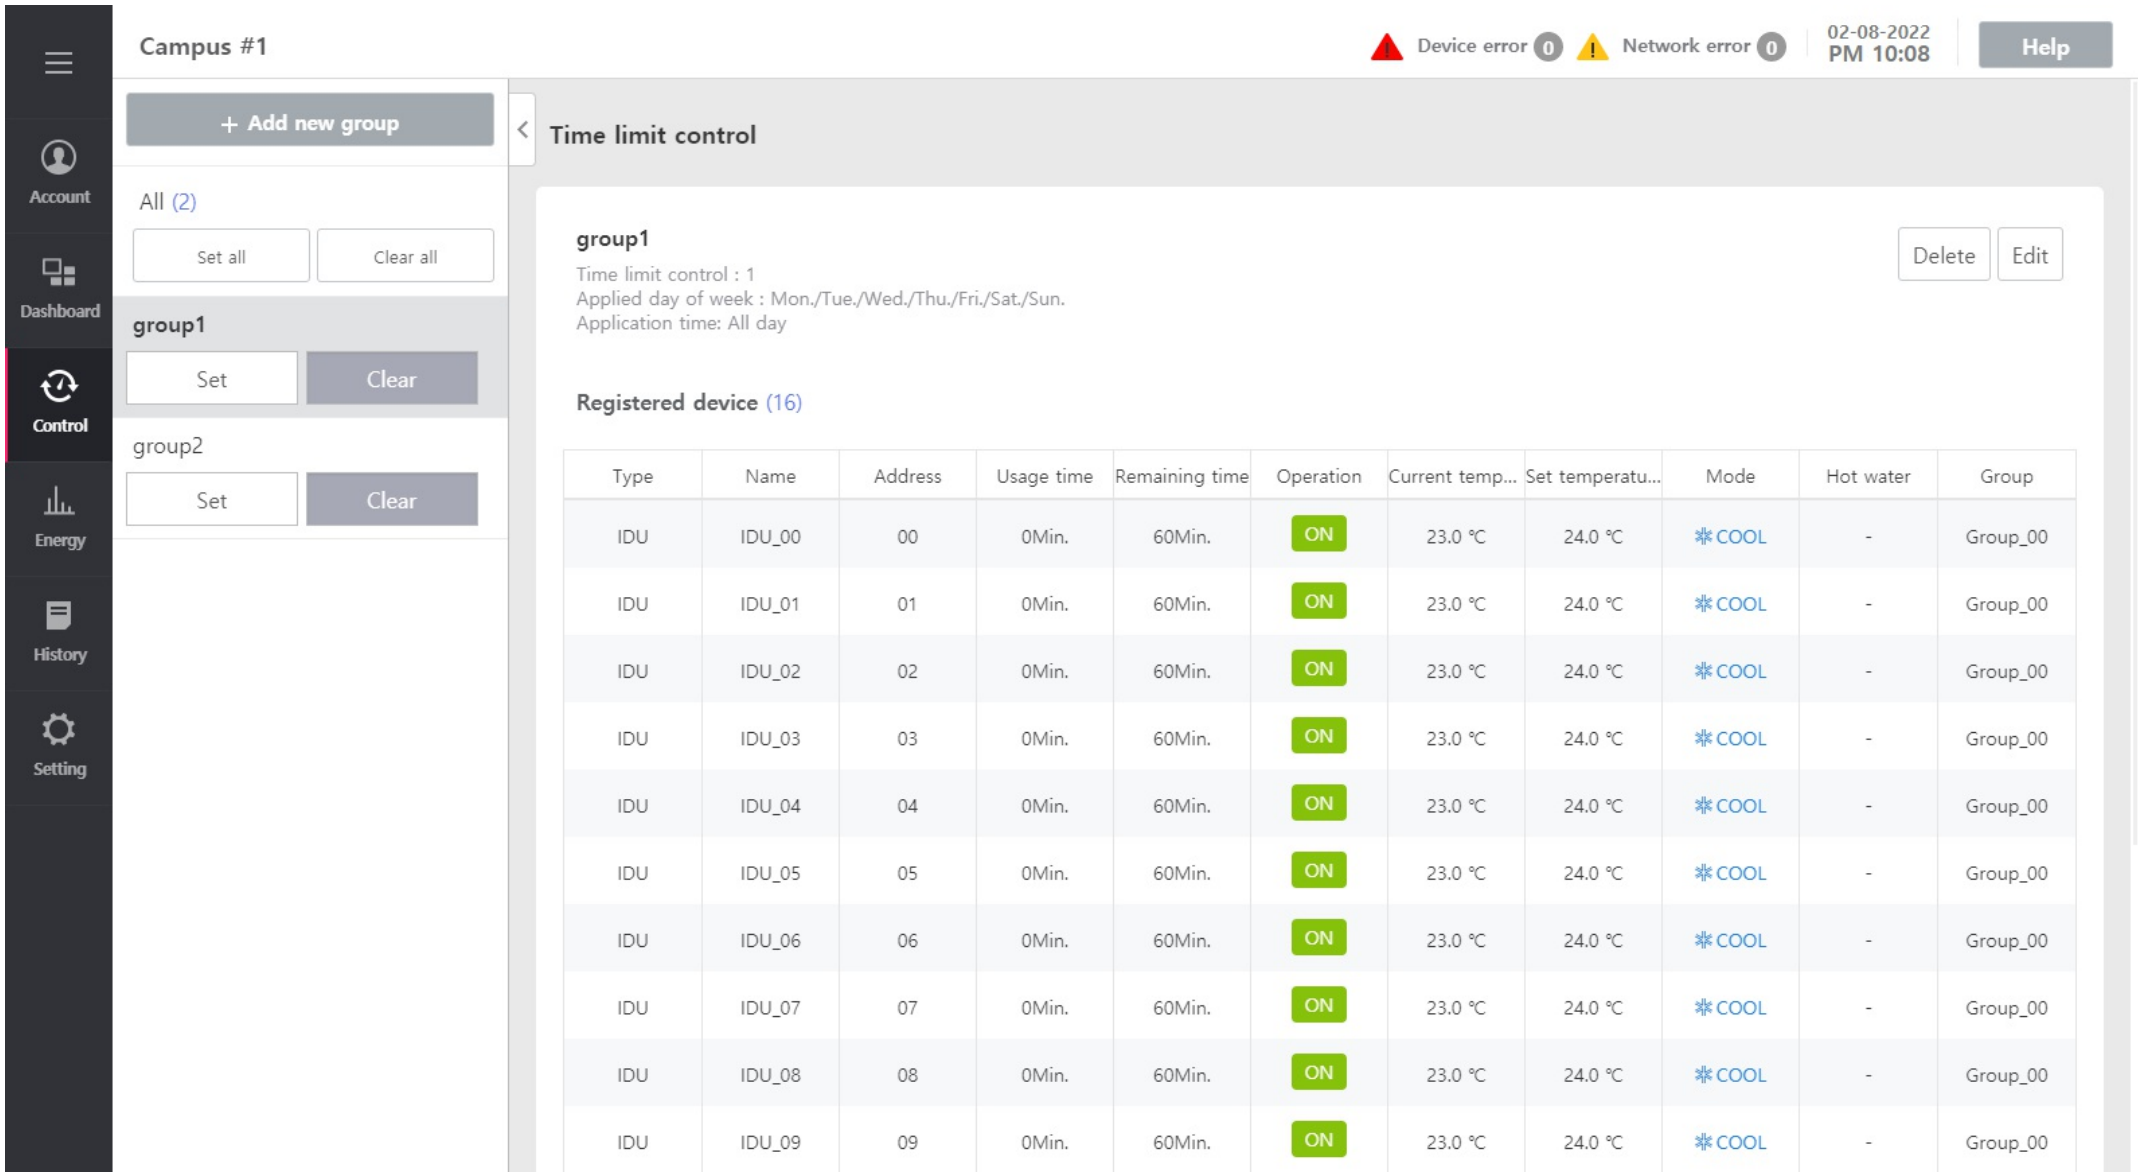 Campus #1
Device error 0
Network error 0
02-08-2022
PM 10:08
Help
Account
Dashboard
Control
Energy
History
Setting
+ Add new group
All (2)
Set all Clear all
group1
Set Clear
group2
Set Clear
<
Time limit control
group1
Delete Edit
Time limit control : 1
Applied day of week : Mon./Tue./Wed./Thu./Fri./Sat./Sun.
Application time: All day
Registered device (16)
Type Name Address Usage time Remaining time Operation Current temp... Set temperatu... Mode Hot water Group
IDU IDU_00 00 0Min. 60Min. ON 23.0 ℃ 24.0 ℃ COOL - Group_00
IDU IDU_01 01 0Min. 60Min. ON 23.0 ℃ 24.0 ℃ COOL - Group_00
IDU IDU_02 02 0Min. 60Min. ON 23.0 ℃ 24.0 ℃ COOL - Group_00
IDU IDU_03 03 0Min. 60Min. ON 23.0 ℃ 24.0 ℃ COOL - Group_00
IDU IDU_04 04 0Min. 60Min. ON 23.0 ℃ 24.0 ℃ COOL - Group_00
IDU IDU_05 05 0Min. 60Min. ON 23.0 ℃ 24.0 ℃ COOL - Group_00
IDU IDU_06 06 0Min. 60Min. ON 23.0 ℃ 24.0 ℃ COOL - Group_00
IDU IDU_07 07 0Min. 60Min. ON 23.0 ℃ 24.0 ℃ COOL - Group_00
IDU IDU_08 08 0Min. 60Min. ON 23.0 ℃ 24.0 ℃ COOL - Group_00
IDU IDU_09 09 0Min. 60Min. ON 23.0 ℃ 24.0 ℃ COOL - Group_00